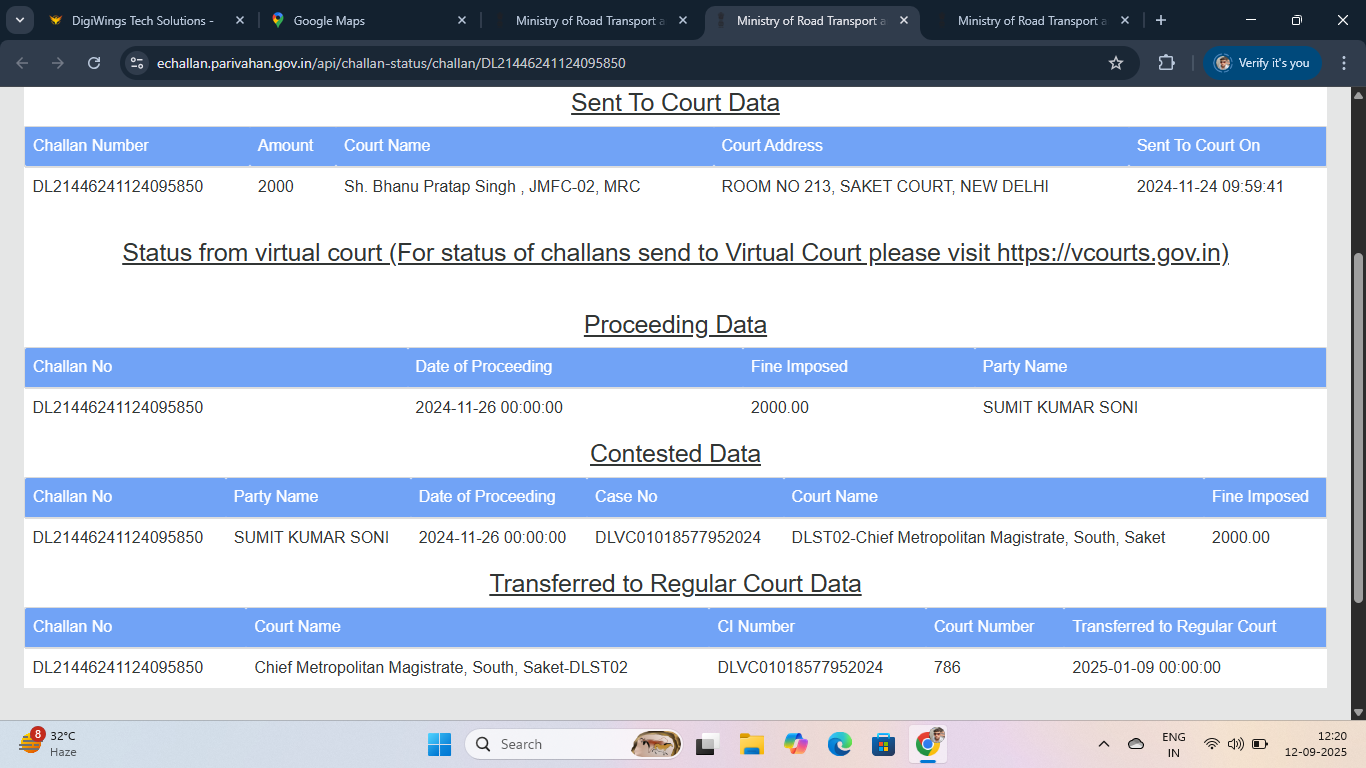 DigiWings Tech Solutions -
Google Maps
Ministry of Road Transport a
Ministry of Road Transport a
Ministry of Road Transport a
echallan.parivahan.gov.in/api/challan-status/challan/DL21446241124095850
Verify it's you
Sent To Court Data
Challan Number Amount Court Name Court Address Sent To Court On
DL21446241124095850 2000 Sh. Bhanu Pratap Singh , JMFC-02, MRC ROOM NO 213, SAKET COURT, NEW DELHI 2024-11-24 09:59:41
Status from virtual court (For status of challans send to Virtual Court please visit https://vcourts.gov.in)
Proceeding Data
Challan No Date of Proceeding Fine Imposed Party Name
DL21446241124095850 2024-11-26 00:00:00 2000.00 SUMIT KUMAR SONI
Contested Data
Challan No Party Name Date of Proceeding Case No Court Name Fine Imposed
DL21446241124095850 SUMIT KUMAR SONI 2024-11-26 00:00:00 DLVC01018577952024 DLST02-Chief Metropolitan Magistrate, South, Saket 2000.00
Transferred to Regular Court Data
Challan No Court Name CI Number Court Number Transferred to Regular Court
DL21446241124095850 Chief Metropolitan Magistrate, South, Saket-DLST02 DLVC01018577952024 786 2025-01-09 00:00:00
8
32°C
Haze
Search
ENG
IN
12:20
12-09-2025